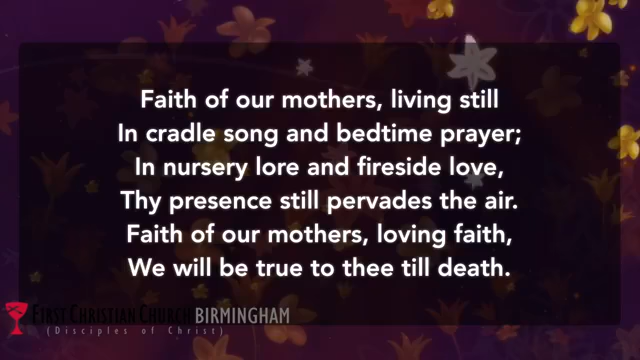 Faith of our mothers, living still
In cradle song and bedtime prayer;
In nursery lore and fireside love,
Thy presence still pervades the air.
Faith of our mothers, loving faith,
We will be true to thee till death.
First Christian Church BIRMINGHAM
(Disciples of Christ)